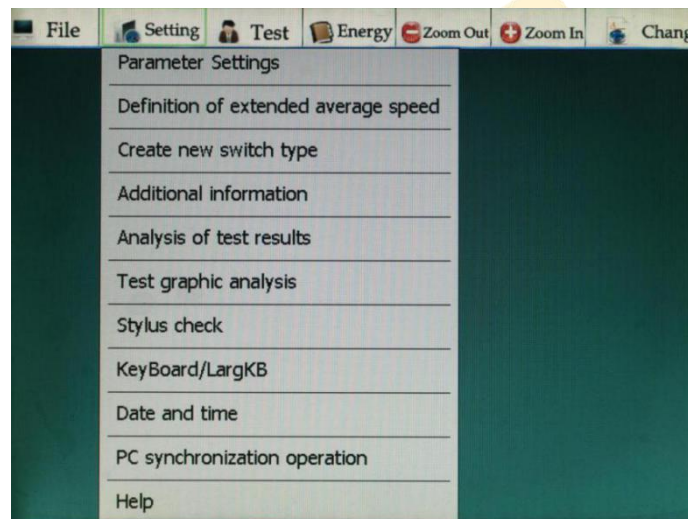 File Setting Test Energy Zoom Out Zoom In Chang
Parameter Settings
Definition of extended average speed
Create new switch type
Additional information
Analysis of test results
Test graphic analysis
Stylus check
KeyBoard/LargKB
Date and time
PC synchronization operation
Help